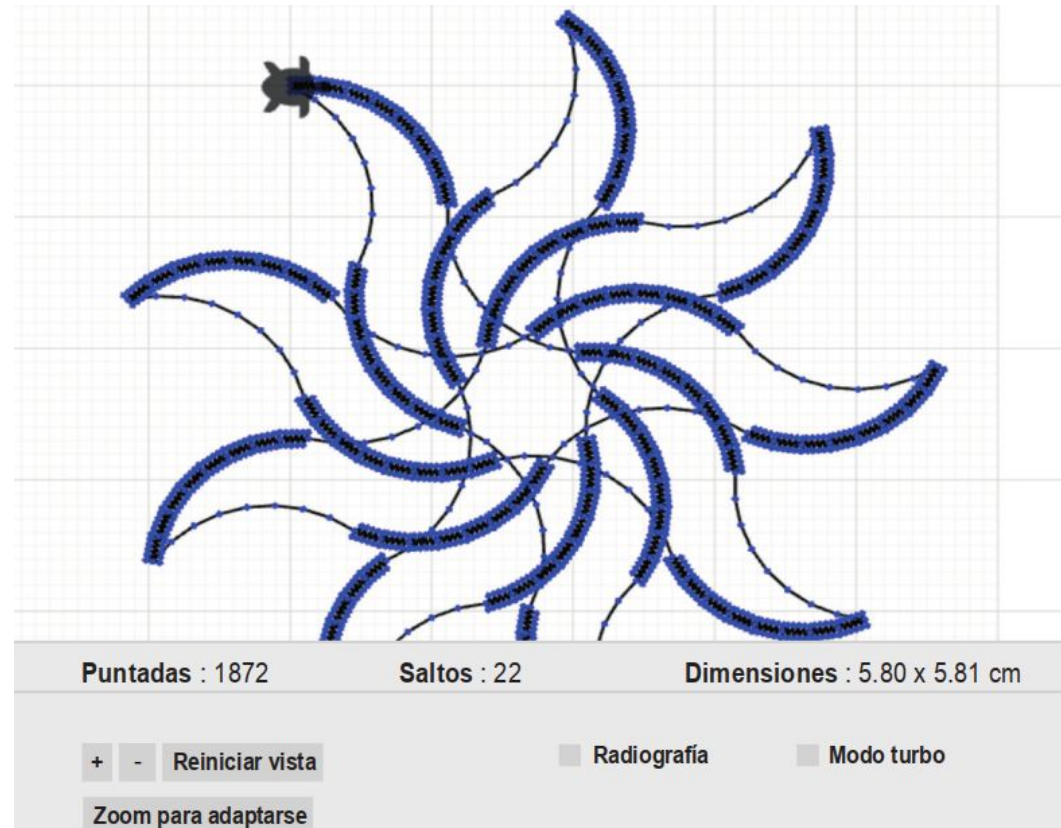 Puntadas : 1872 Saltos : 22 Dimensiones : 5.80 x 5.81 cm
+ - Reiniciar vista Radiografía Modo turbo
Zoom para adaptarse